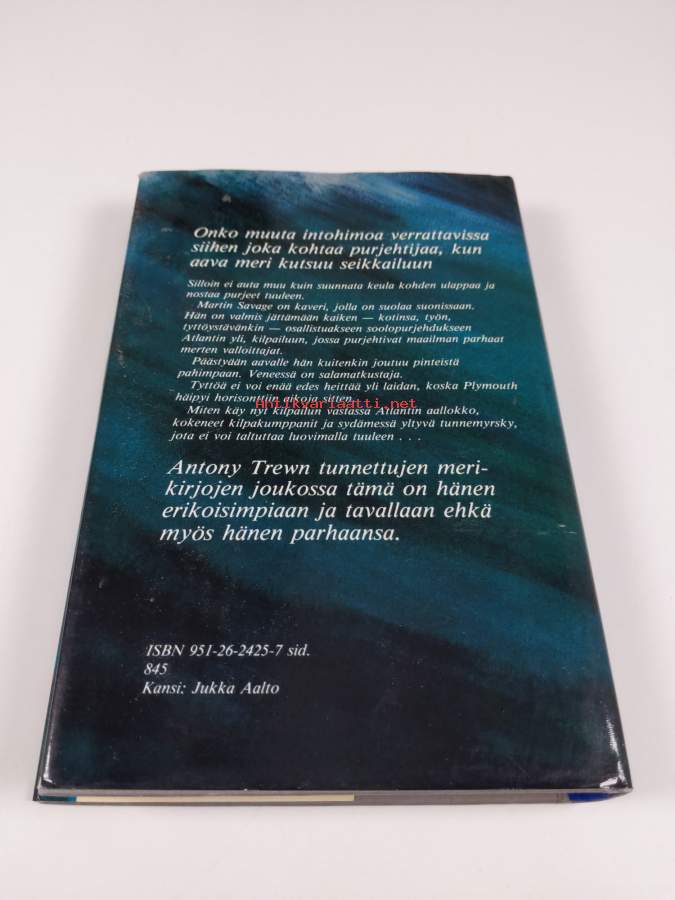 Onko muuta intohimoa verrattavissa
siihen joka kohtaa purjehtijaa, kun
aava meri kutsuu seikkailuun
Silloin ei auta muu kuin suunnata keula kohden ulappaa ja
nostaa purjeet tuuleen.
Martin Savage on kaveri, jolla on suolaa suonissaan.
Hän on valmis jättämään kaiken — kotinsa, työn,
tyttöystävänkin — osallistuakseen soolopurjehdukseen
Atlantin yli, kilpailuun, jossa purjehtivat maailman parhaat
merten valloittajat.
Päästyään aavalle hän kuitenkin joutuu pinteistä
pahimpaan. Veneessä on salamatkustaja.
Tyttöä ei voi enää edes heittää yli laidan, koska Plymouth
häipyi horisonttiin aikoja sitten.
Antikvariaatti.net
Miten käy nyt kilpailun vastassa Atlantin aallokko,
kokeneet kilpakumppanit ja sydämessä yltyvä tunnemyrsky,
jota ei voi taltuttaa luovimalla tuuleen . . .
Antony Trewn tunnettujen meri-
kirjojen joukossa tämä on hänen
erikoisimpiaan ja tavallaan ehkä
myös hänen parhaansa.
ISBN 951-26-2425-7 sid.
845
Kansi: Jukka Aalto